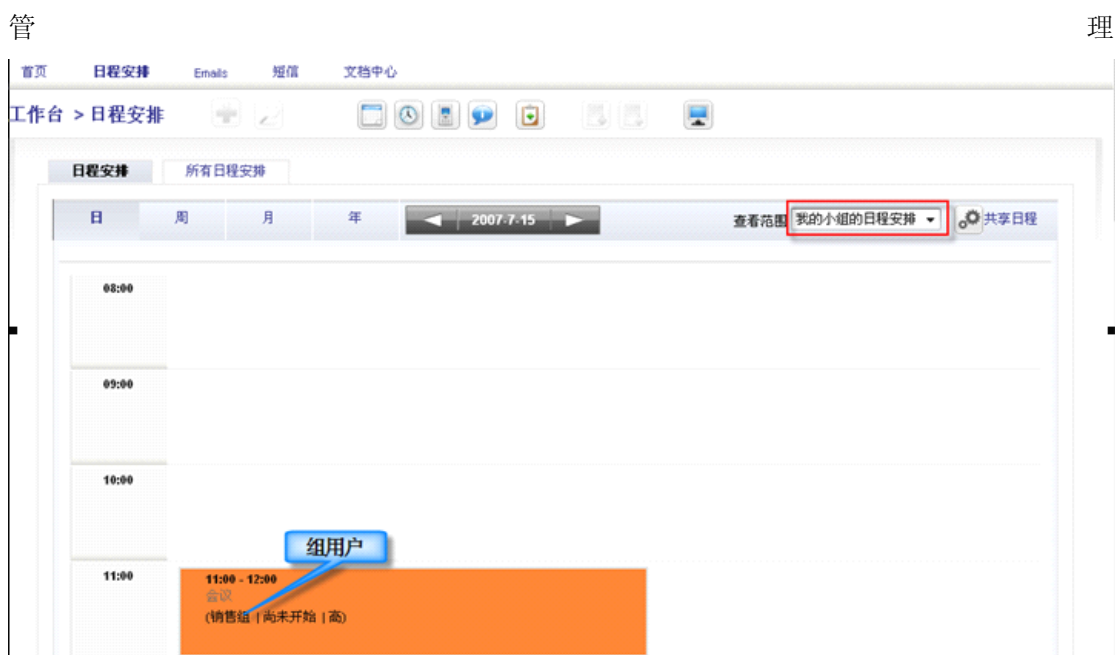 管 理
首页 日程安排 Emails 短信 文档中心
工作台 > 日程安排
日程安排 所有日程安排
日 周 月 年 2007-7-15 查看范围 我的小组的日程安排 共享日程
08:00
09:00
10:00
组用户
11:00 11:00 - 12:00
会议
(销售组 | 尚未开始 | 高)